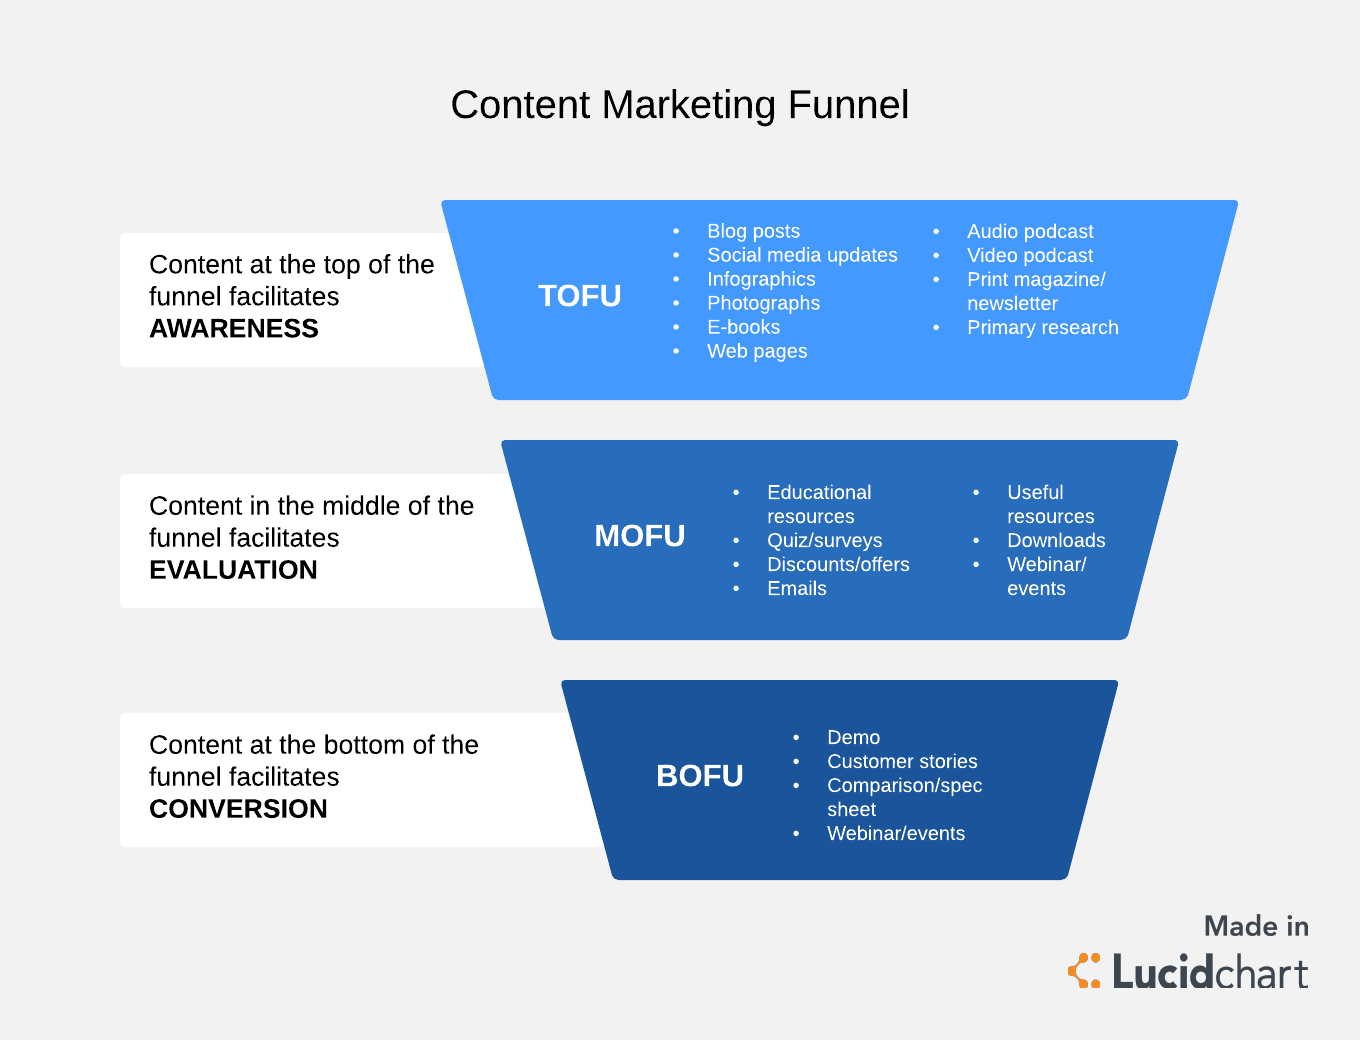 Content Marketing Funnel
Content at the top of the
funnel facilitates
AWARENESS
TOFU
• Blog posts
• Social media updates
• Infographics
• Photographs
• E-books
• Web pages
• Audio podcast
• Video podcast
• Print magazine/
newsletter
• Primary research
Content in the middle of the
funnel facilitates
EVALUATION
MOFU
• Educational
resources
• Quiz/surveys
• Discounts/offers
• Emails
• Useful
resources
• Downloads
• Webinar/
events
Content at the bottom of the
funnel facilitates
CONVERSION
BOFU
• Demo
• Customer stories
• Comparison/spec
sheet
• Webinar/events
Made in
Lucidchart